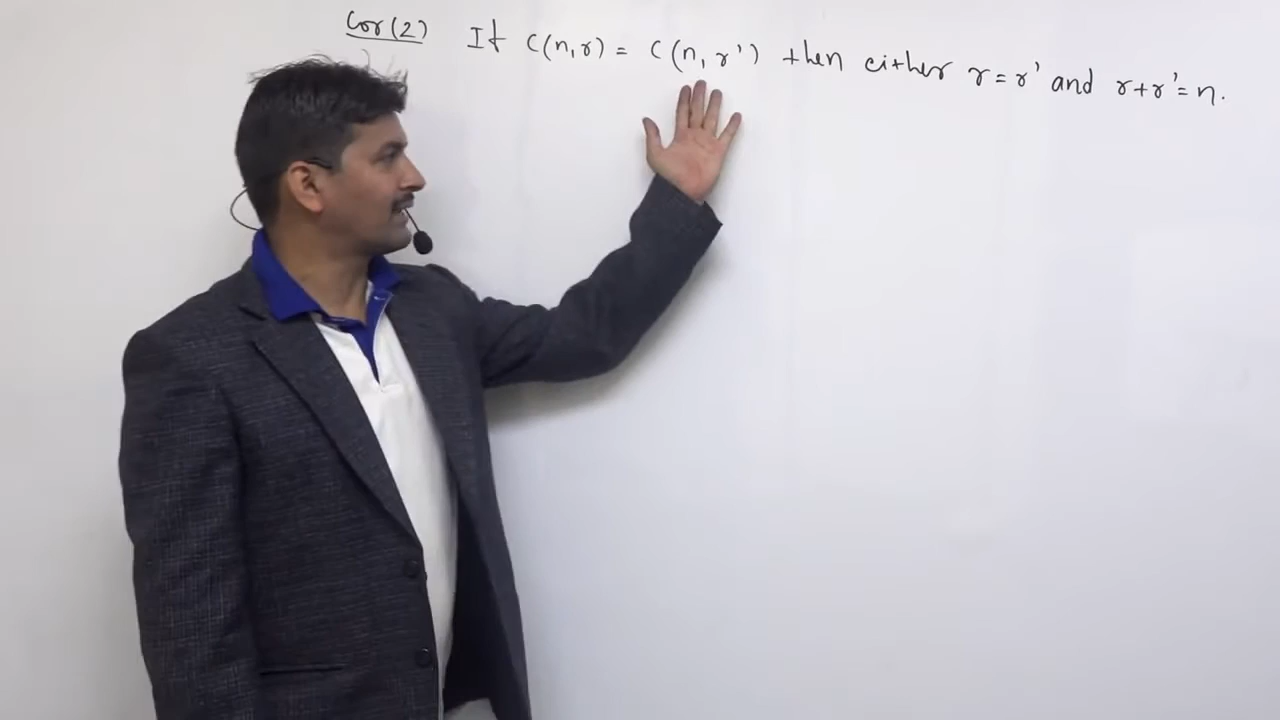 Cor(2) If C(n,r) = C(n, r') then either r = r' and r+r' = n.